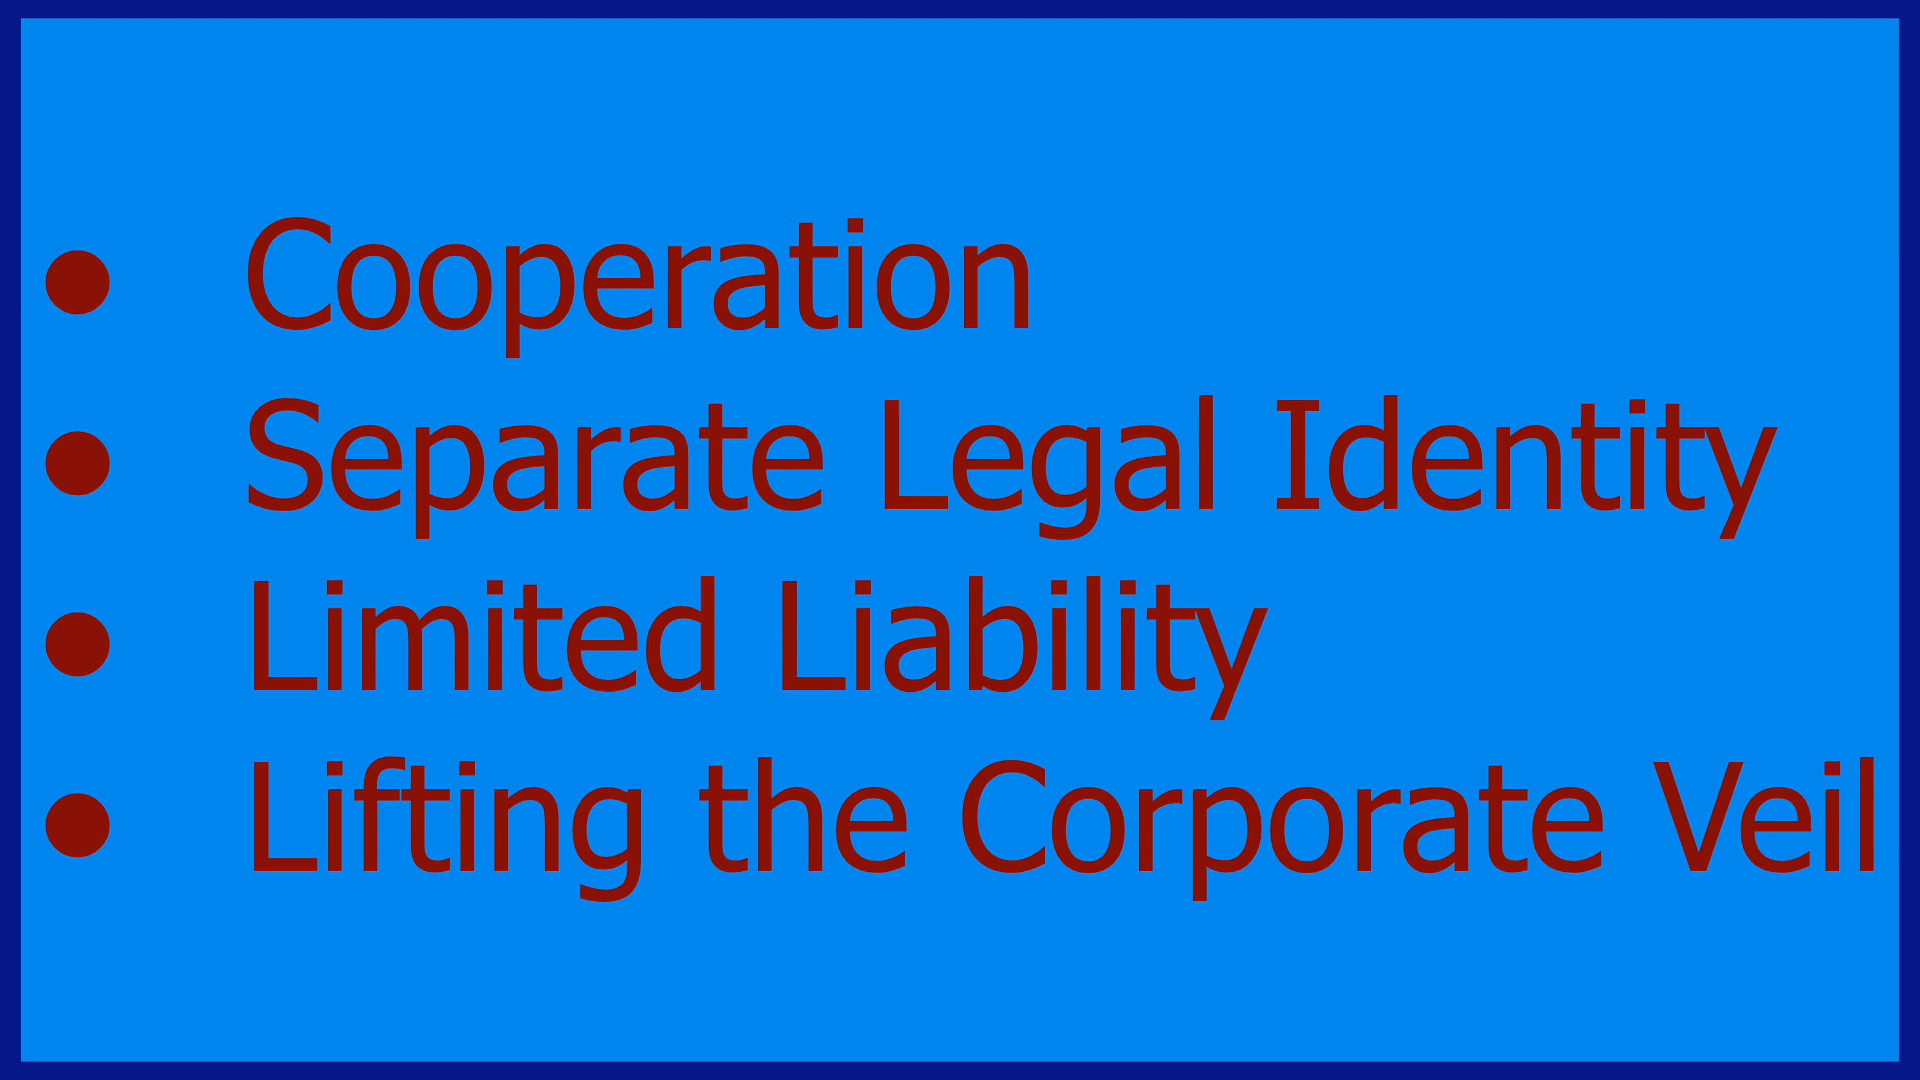 • Cooperation
• Separate Legal Identity
• Limited Liability
• Lifting the Corporate Veil